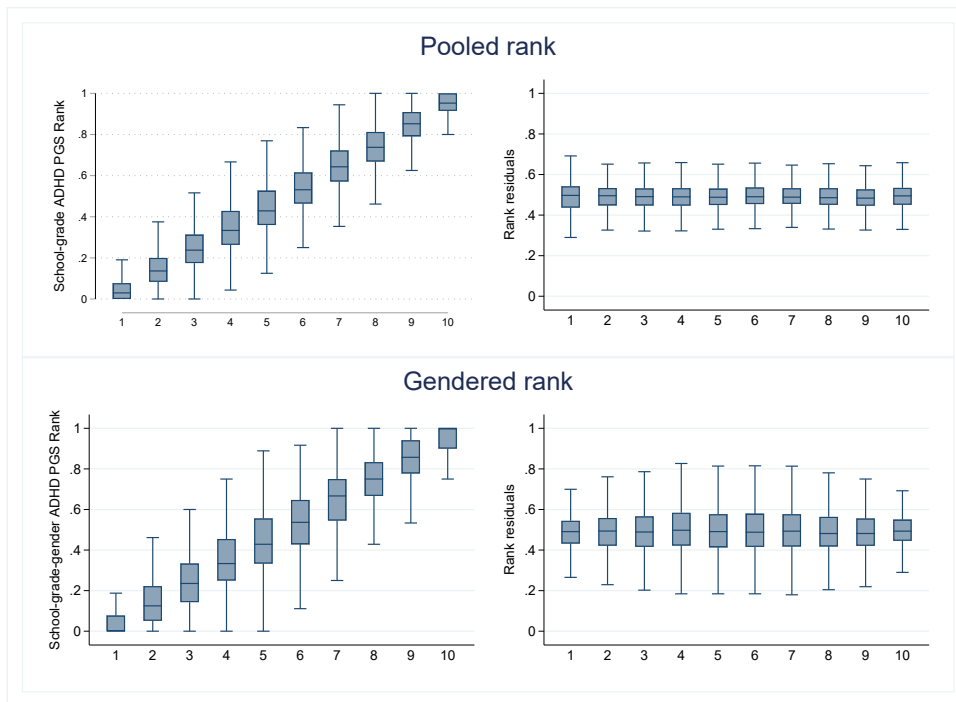 Pooled rank
School-grade ADHD PGS Rank
1
.8
.6
.4
.2
0
1 2 3 4 5 6 7 8 9 10
Rank residuals
1
.8
.6
.4
.2
0
1 2 3 4 5 6 7 8 9 10
Gendered rank
School-grade-gender ADHD PGS Rank
1
.8
.6
.4
.2
0
1 2 3 4 5 6 7 8 9 10
Rank residuals
1
.8
.6
.4
.2
0
1 2 3 4 5 6 7 8 9 10